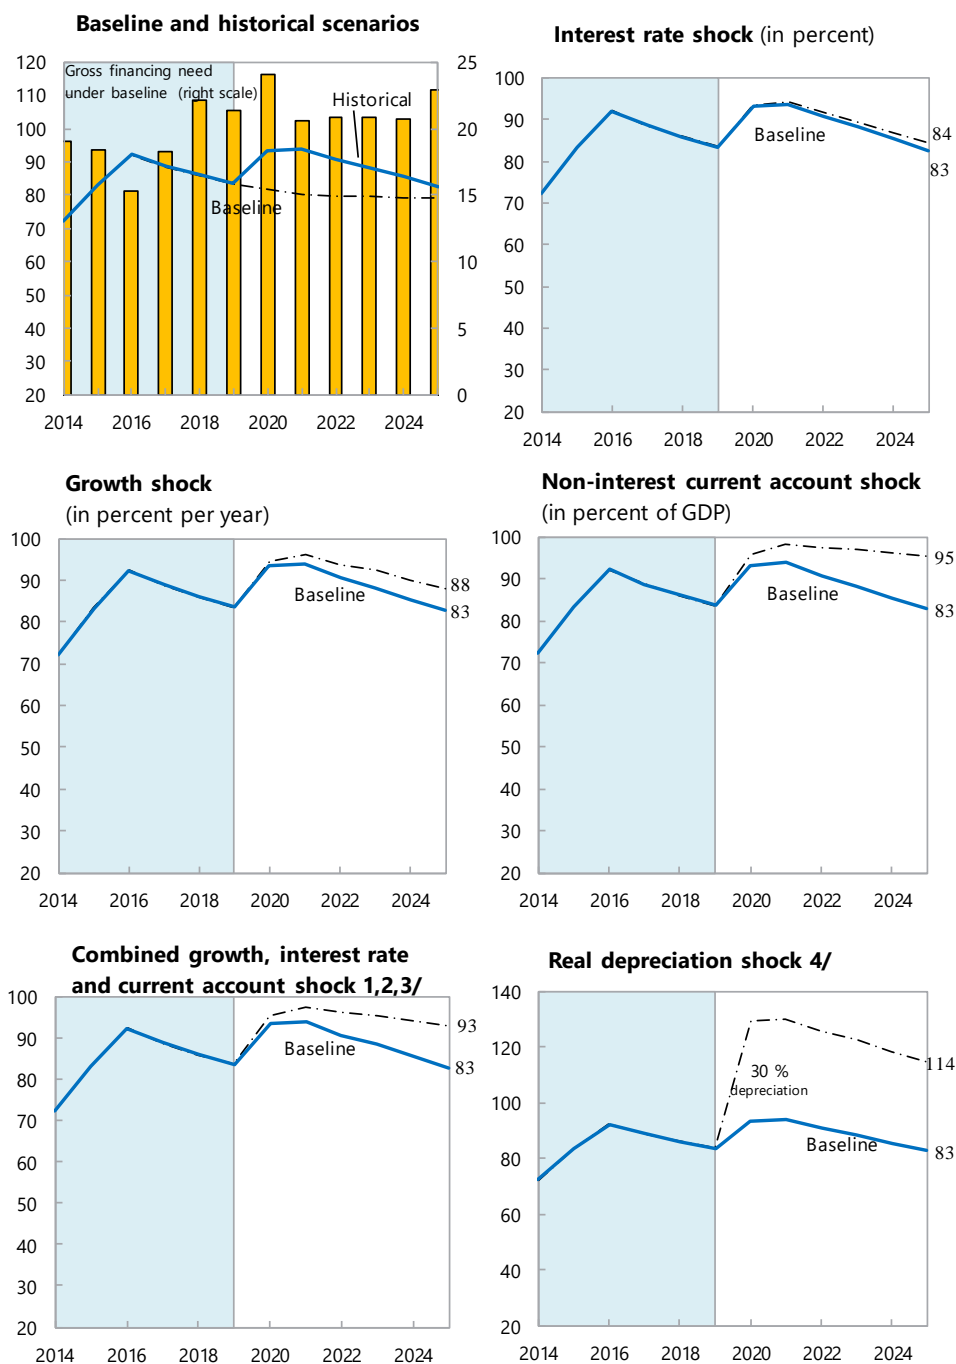 Baseline and historical scenarios
120
110
100
90
80
70
60
50
40
30
20
25
20
15
10
5
0
Gross financing need
under baseline (right scale)
Historical
Baseline
2014 2016 2018 2020 2022 2024
Interest rate shock (in percent)
100
90
80
70
60
50
40
30
20
Baseline
84
83
2014 2016 2018 2020 2022 2024
Growth shock
(in percent per year)
100
90
80
70
60
50
40
30
20
Baseline
88
83
2014 2016 2018 2020 2022 2024
Non-interest current account shock
(in percent of GDP)
100
90
80
70
60
50
40
30
20
Baseline
95
83
2014 2016 2018 2020 2022 2024
Combined growth, interest rate
and current account shock 1,2,3/
100
90
80
70
60
50
40
30
20
Baseline
93
83
2014 2016 2018 2020 2022 2024
Real depreciation shock 4/
140
120
100
80
60
40
20
30 %
depreciation
Baseline
114
83
2014 2016 2018 2020 2022 2024